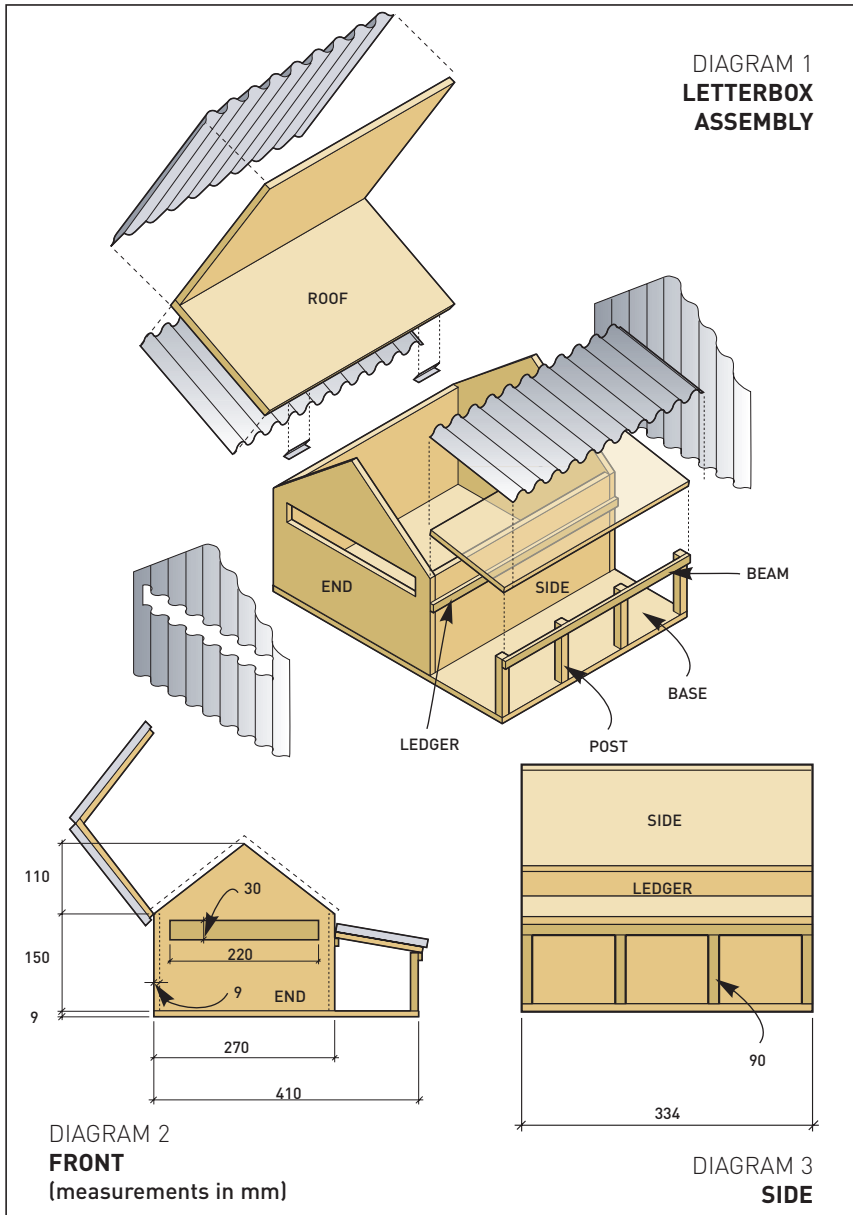 DIAGRAM 1
LETTERBOX
ASSEMBLY
ROOF
END
SIDE
BEAM
BASE
LEDGER
POST
110
30
150
220
9
END
9
270
410
DIAGRAM 2
FRONT
(measurements in mm)
SIDE
LEDGER
90
334
DIAGRAM 3
SIDE